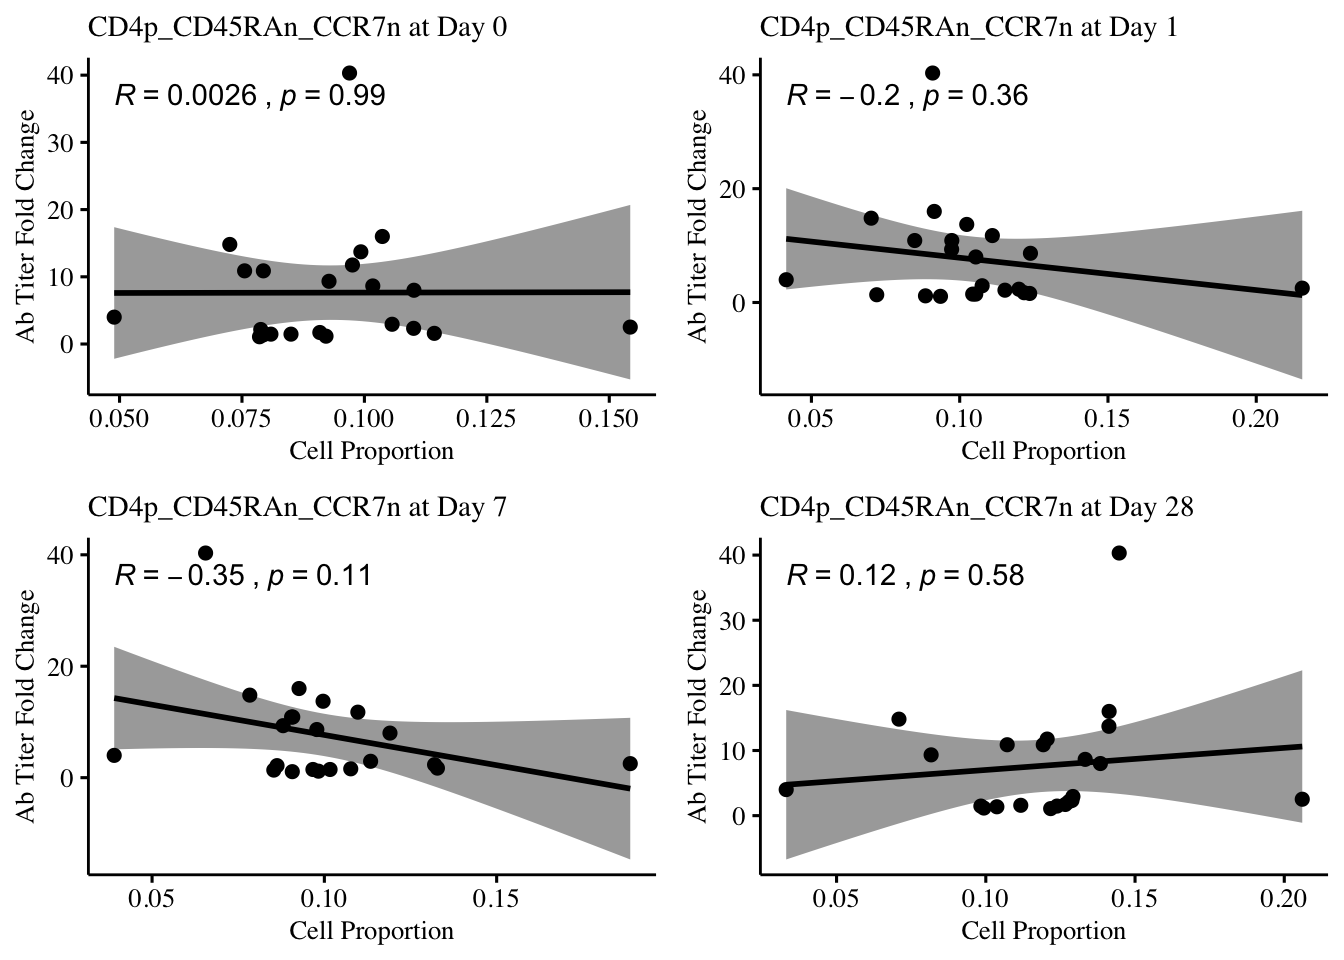 CD4p_CD45RAn_CCR7n at Day 0
R = 0.0026 , p = 0.99
Ab Titer Fold Change
40
30
20
10
0
0.050 0.075 0.100 0.125 0.150
Cell Proportion
CD4p_CD45RAn_CCR7n at Day 1
R = −0.2 , p = 0.36
Ab Titer Fold Change
40
20
0
0.05 0.10 0.15 0.20
Cell Proportion
CD4p_CD45RAn_CCR7n at Day 7
R = −0.35 , p = 0.11
Ab Titer Fold Change
40
20
0
0.05 0.10 0.15
Cell Proportion
CD4p_CD45RAn_CCR7n at Day 28
R = 0.12 , p = 0.58
Ab Titer Fold Change
40
30
20
10
0
0.05 0.10 0.15 0.20
Cell Proportion